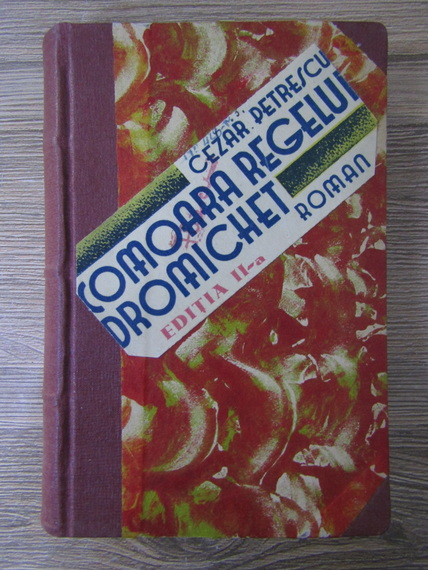 CEZAR PETRESCU
COMOARA REGELUI
DROMICHET
ROMAN
EDIȚIA II-a